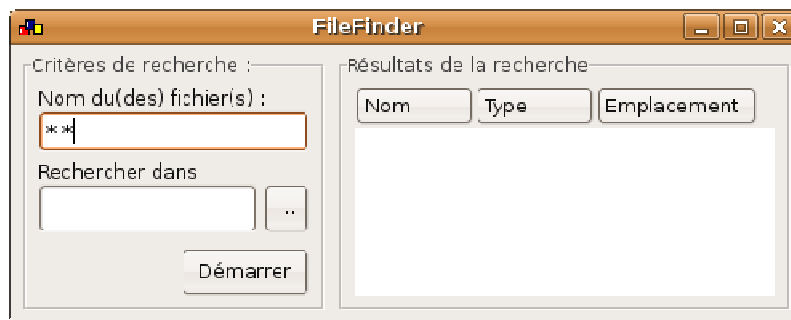 FileFinder
Critères de recherche :
Nom du(des) fichier(s) :
**
Rechercher dans
..
Démarrer
Résultats de la recherche
Nom Type Emplacement